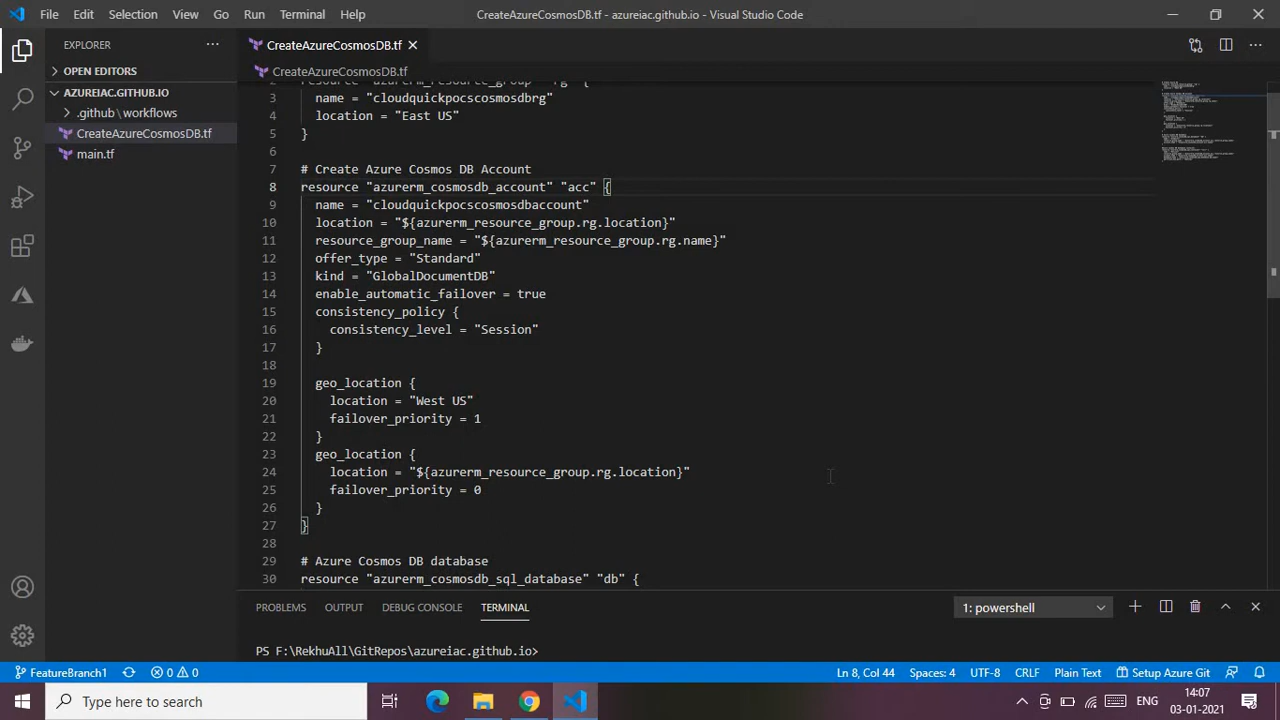 File Edit Selection View Go Run Terminal Help CreateAzureCosmosDB.tf - azureiac.github.io - Visual Studio Code
EXPLORER
CreateAzureCosmosDB.tf
OPEN EDITORS
CreateAzureCosmosDB.tf
AZUREIAC.GITHUB.IO
.github\workflows
CreateAzureCosmosDB.tf
main.tf
2 resource "azurerm_resource_group" "rg" {
3 name = "cloudquickpocscosmosdbrg"
4 location = "East US"
5 }
6
7 # Create Azure Cosmos DB Account
8 resource "azurerm_cosmosdb_account" "acc" {
9 name = "cloudquickpocscosmosdbaccount"
10 location = "${azurerm_resource_group.rg.location}"
11 resource_group_name = "${azurerm_resource_group.rg.name}"
12 offer_type = "Standard"
13 kind = "GlobalDocumentDB"
14 enable_automatic_failover = true
15 consistency_policy {
16 consistency_level = "Session"
17 }
18
19 geo_location {
20 location = "West US"
21 failover_priority = 1
22 }
23 geo_location {
24 location = "${azurerm_resource_group.rg.location}"
25 failover_priority = 0
26 }
27 }
28
29 # Azure Cosmos DB database
30 resource "azurerm_cosmosdb_sql_database" "db" {
PROBLEMS OUTPUT DEBUG CONSOLE TERMINAL 1: powershell
PS F:\RekhuAll\GitRepos\azureiac.github.io>
FeatureBranch1 0 0 Ln 8, Col 44 Spaces: 4 UTF-8 CRLF Plain Text Setup Azure Git
Type here to search ENG 14:07
03-01-2021